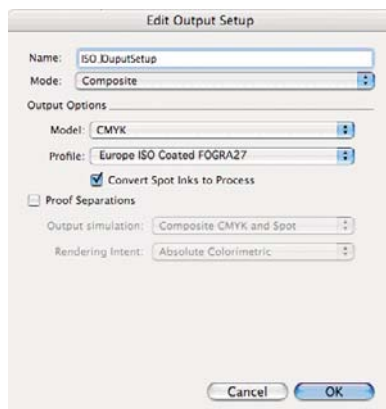 Edit Output Setup
Name: ISO_OuputSetup
Mode: Composite
Output Options
Model: CMYK
Profile: Europe ISO Coated FOGRA27
Convert Spot Inks to Process
Proof Separations
Output simulation: Composite CMYK and Spot
Rendering Intent: Absolute Colorimetric
Cancel OK